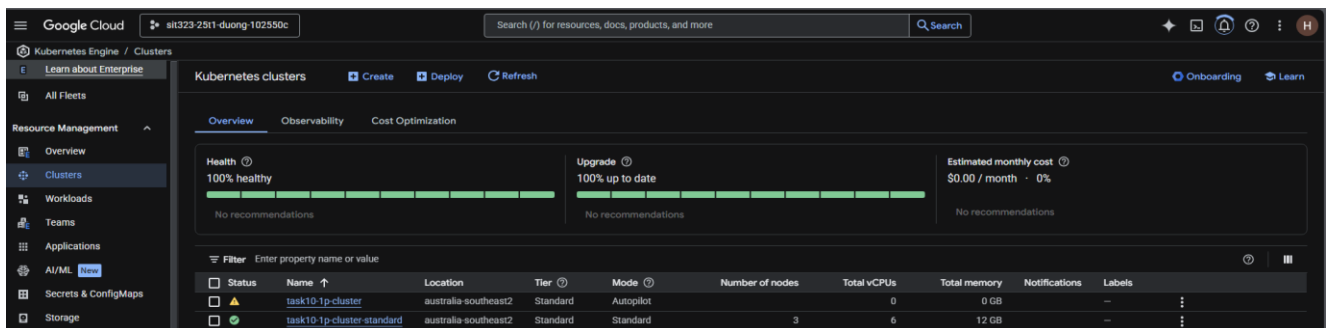 Google Cloud sit323-25t1-duong-102550c Search (/) for resources, docs, products, and more Search H
Kubernetes Engine / Clusters
E Learn about Enterprise
All Fleets
Resource Management
Overview
Clusters
Workloads
Teams
Applications
AI/ML New
Secrets & ConfigMaps
Storage
Kubernetes clusters Create Deploy Refresh Onboarding Learn
Overview Observability Cost Optimization
Health
100% healthy
No recommendations
Upgrade
100% up to date
No recommendations
Estimated monthly cost
$0.00 / month · 0%
No recommendations
Filter Enter property name or value
Status Name ↑ Location Tier Mode Number of nodes Total vCPUs Total memory Notifications Labels
task10-1p-cluster australia-southeast2 Standard Autopilot 0 0 GB –
task10-1p-cluster-standard australia-southeast2 Standard Standard 3 6 12 GB –